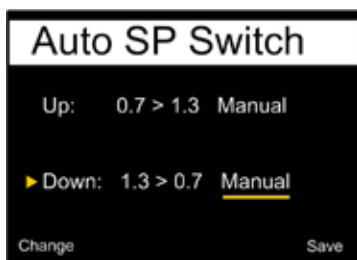 Auto SP Switch
Up: 0.7 > 1.3 Manual
Down: 1.3 > 0.7 Manual
Change Save